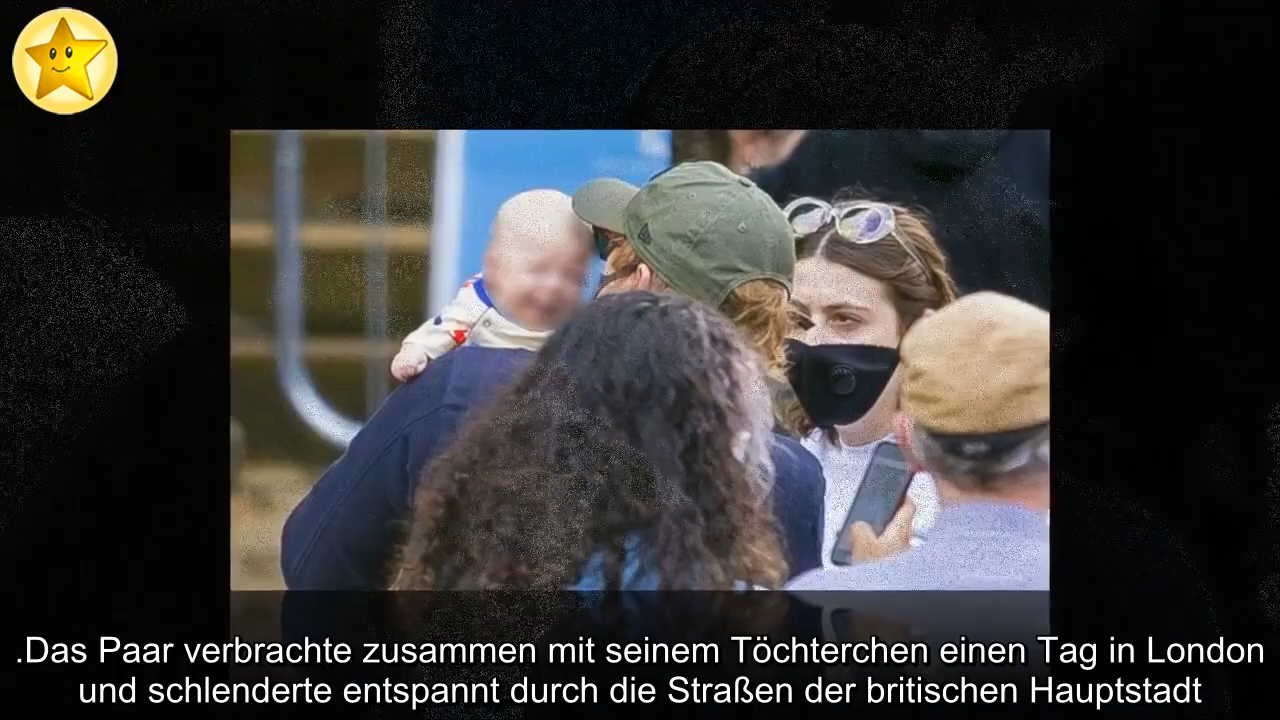 .Das Paar verbrachte zusammen mit seinem Töchterchen einen Tag in London
und schlenderte entspannt durch die Straßen der britischen Hauptstadt